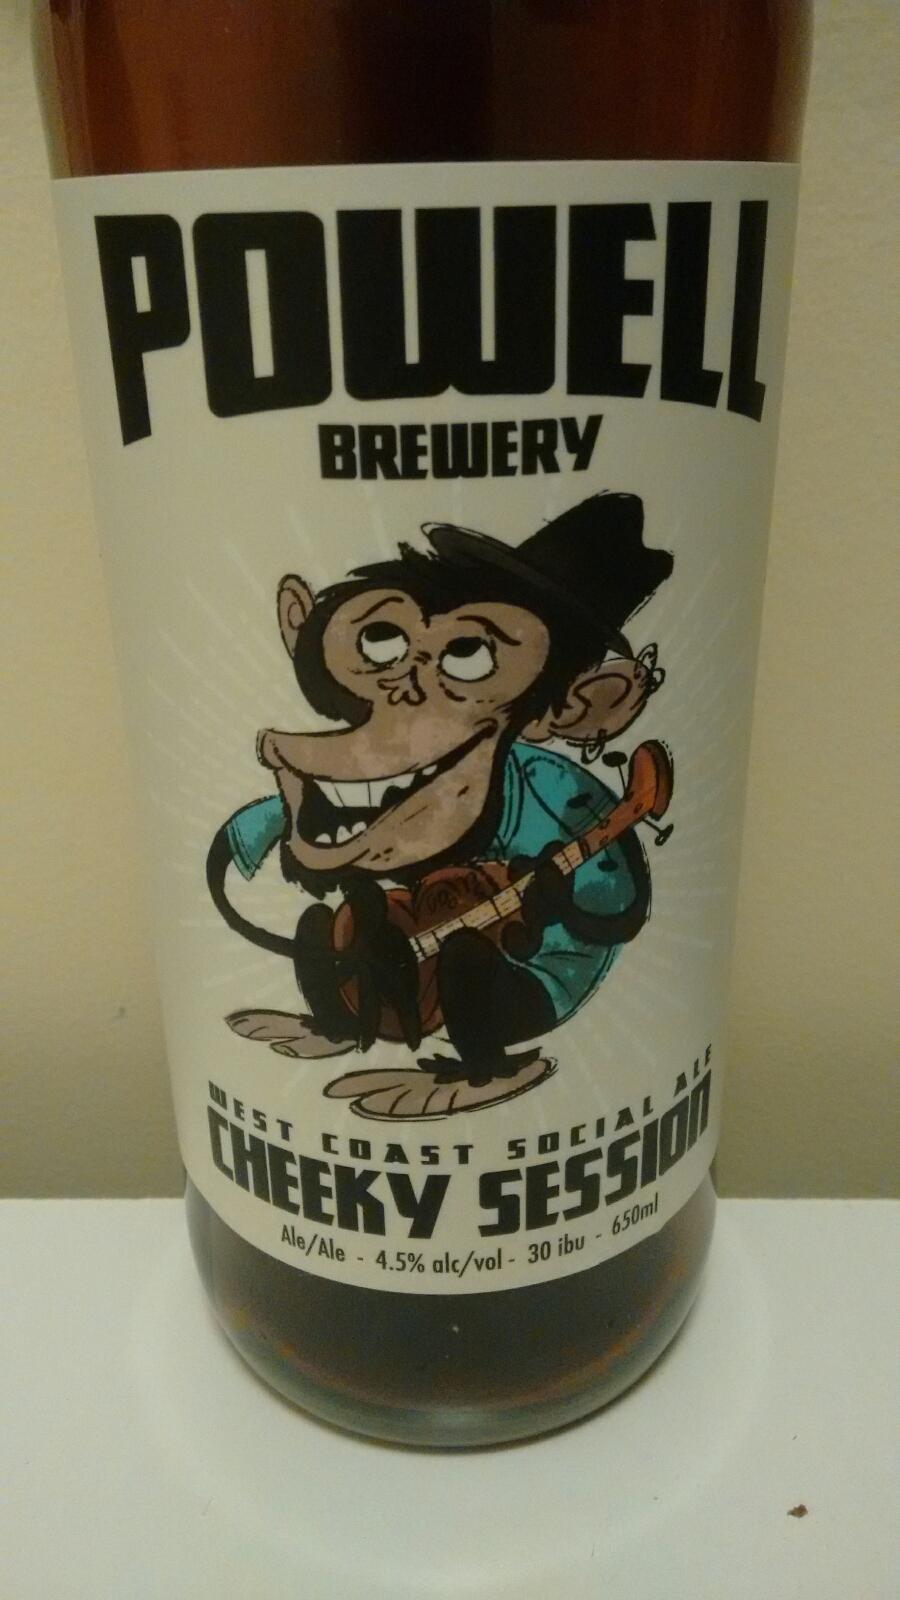 POWELL
BREWERY
WEST COAST SOCIAL ALE
CHEEKY SESSION
Ale/Ale - 4.5% alc/vol - 30 ibu - 650ml